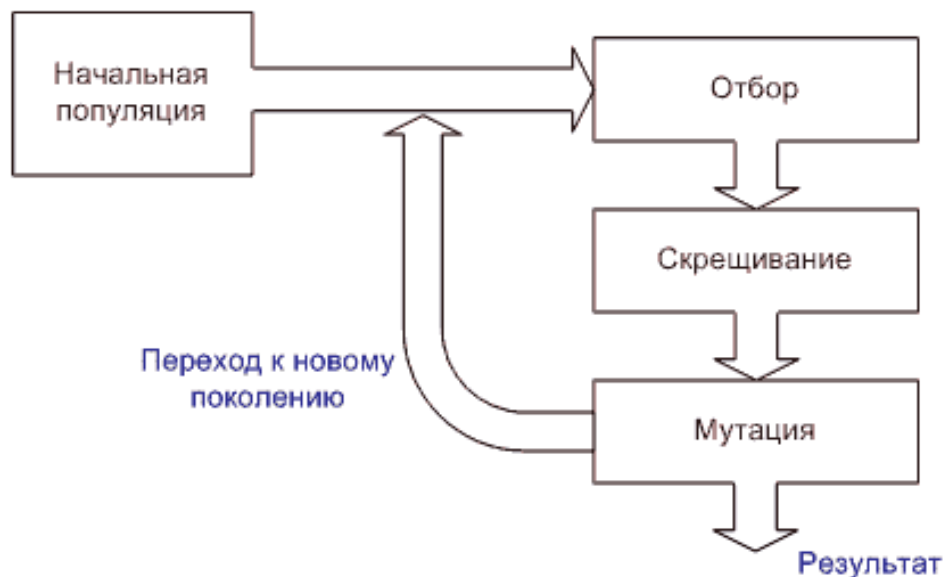 Начальная
популяция
Отбор
Скрещивание
Переход к новому
поколению
Мутация
Результат